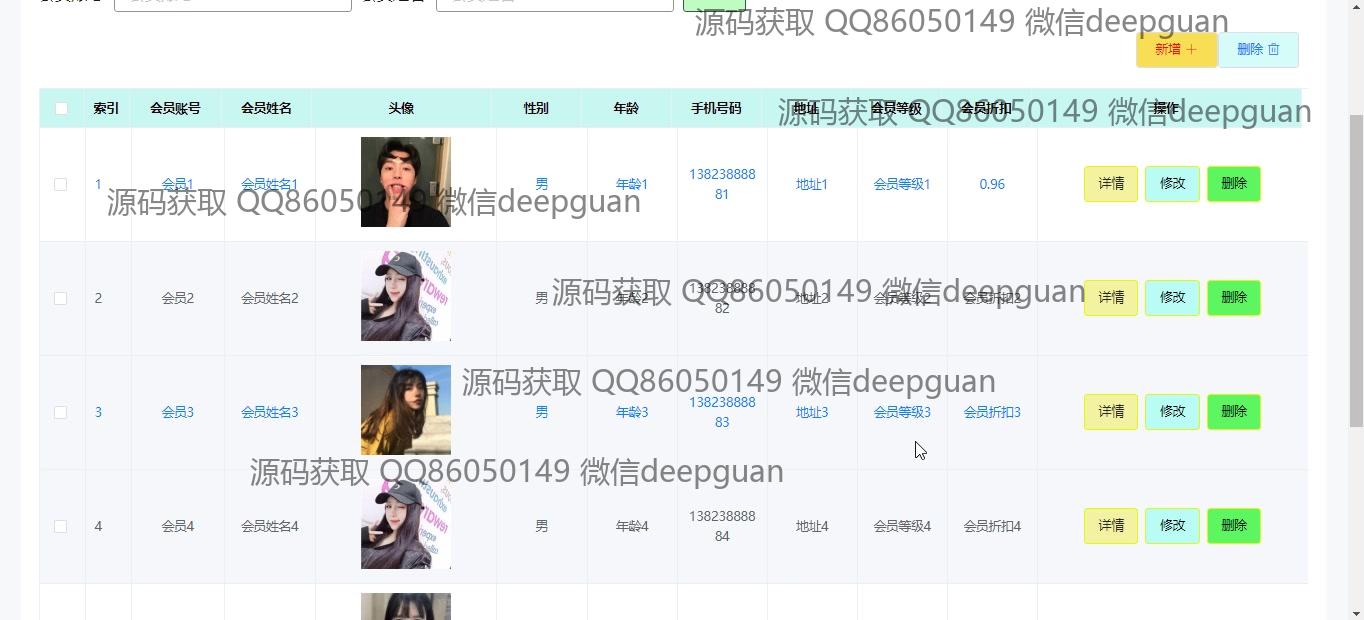 源码获取 QQ86050149 微信deepguan
新增 删除
索引 会员账号 会员姓名 头像 性别 年龄 手机号码 地址 会员等级 会员折扣 操作
源码获取 QQ86050149 微信deepguan
1 会员1 会员姓名1 男 年龄1 13823888881 地址1 会员等级1 0.96 详情 修改 删除
源码获取 QQ86050149 微信deepguan
2 会员2 会员姓名2 男 年龄2 13823888882 地址2 会员等级2 会员折扣2 详情 修改 删除
源码获取 QQ86050149 微信deepguan
源码获取 QQ86050149 微信deepguan
3 会员3 会员姓名3 男 年龄3 13823888883 地址3 会员等级3 会员折扣3 详情 修改 删除
源码获取 QQ86050149 微信deepguan
4 会员4 会员姓名4 男 年龄4 13823888884 地址4 会员等级4 会员折扣4 详情 修改 删除